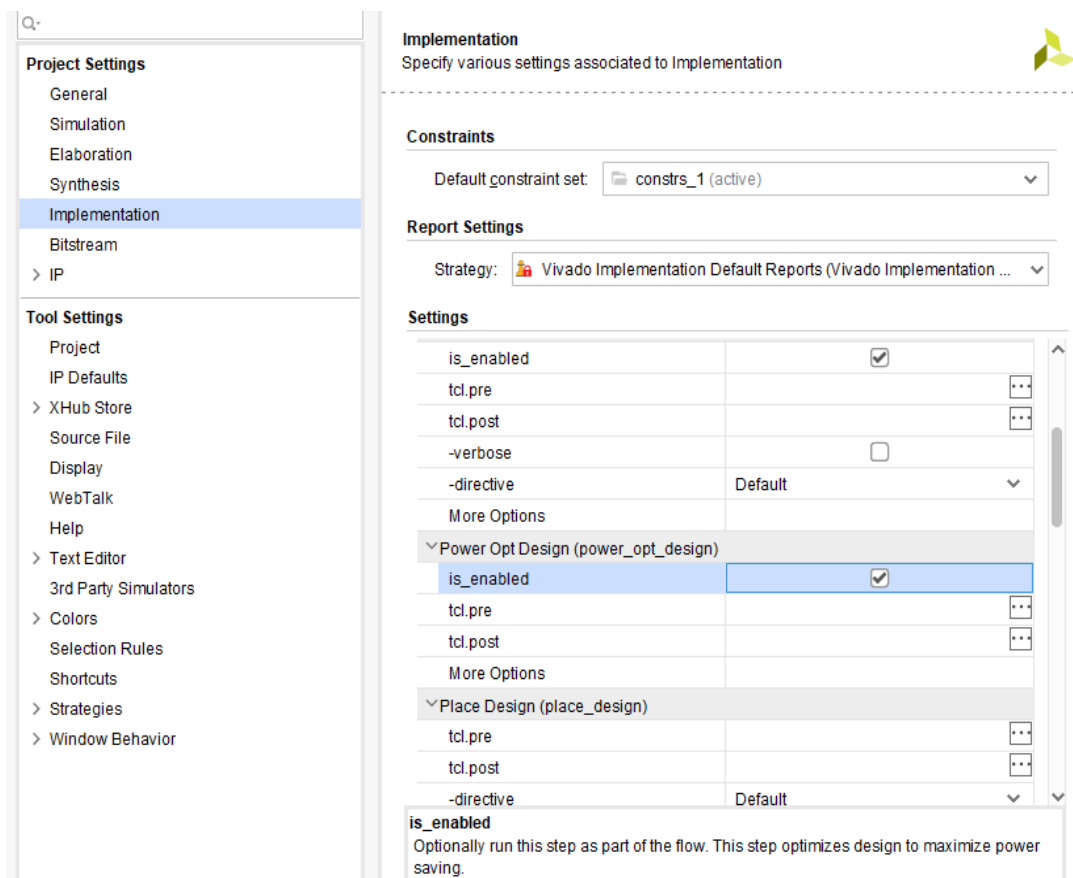 Project Settings
General
Simulation
Elaboration
Synthesis
Implementation
Bitstream
IP
Tool Settings
Project
IP Defaults
XHub Store
Source File
Display
WebTalk
Help
Text Editor
3rd Party Simulators
Colors
Selection Rules
Shortcuts
Strategies
Window Behavior
Implementation
Specify various settings associated to Implementation
Constraints
Default constraint set: constrs_1 (active)
Report Settings
Strategy: Vivado Implementation Default Reports (Vivado Implementation ...
Settings
is_enabled
tcl.pre
tcl.post
-verbose
-directive Default
More Options
Power Opt Design (power_opt_design)
is_enabled
tcl.pre
tcl.post
More Options
Place Design (place_design)
tcl.pre
tcl.post
-directive Default
is_enabled
Optionally run this step as part of the flow. This step optimizes design to maximize power
saving.